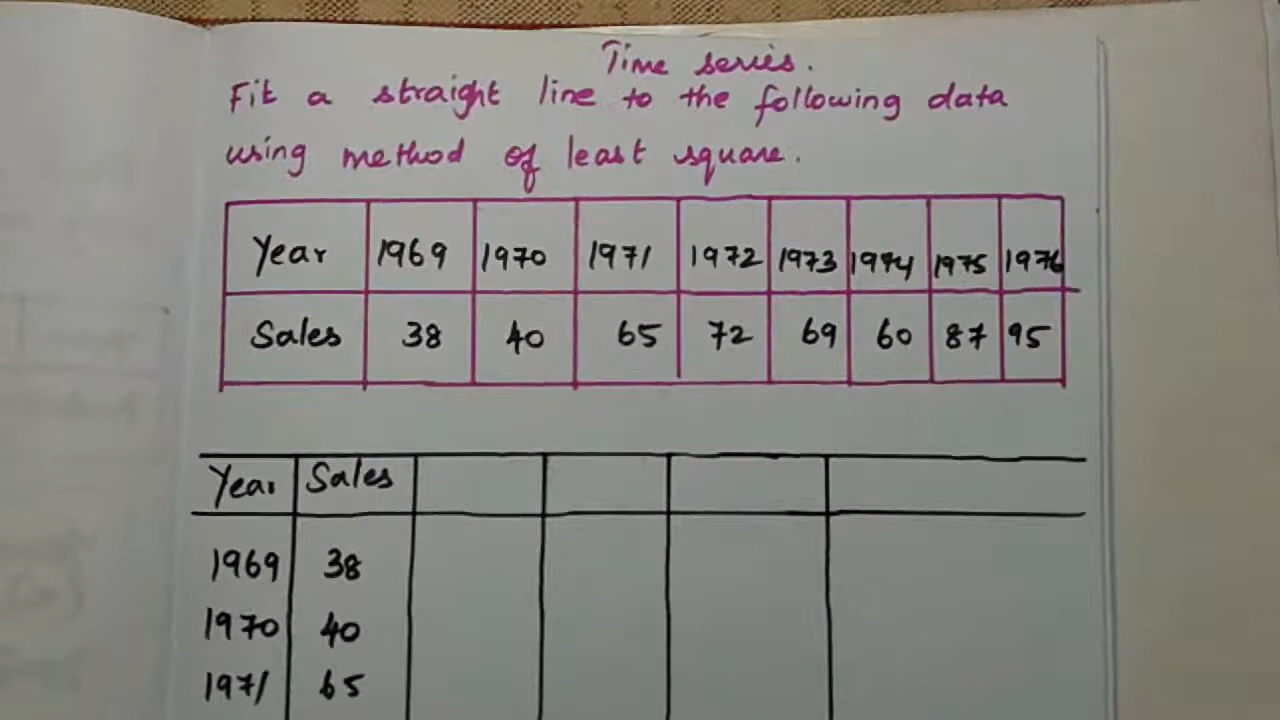 Time series.
Fit a straight line to the following data
using method of least square.
Year 1969 1970 1971 1972 1973 1974 1975 1976
Sales 38 40 65 72 69 60 87 95
Year Sales
1969 38
1970 40
1971 65